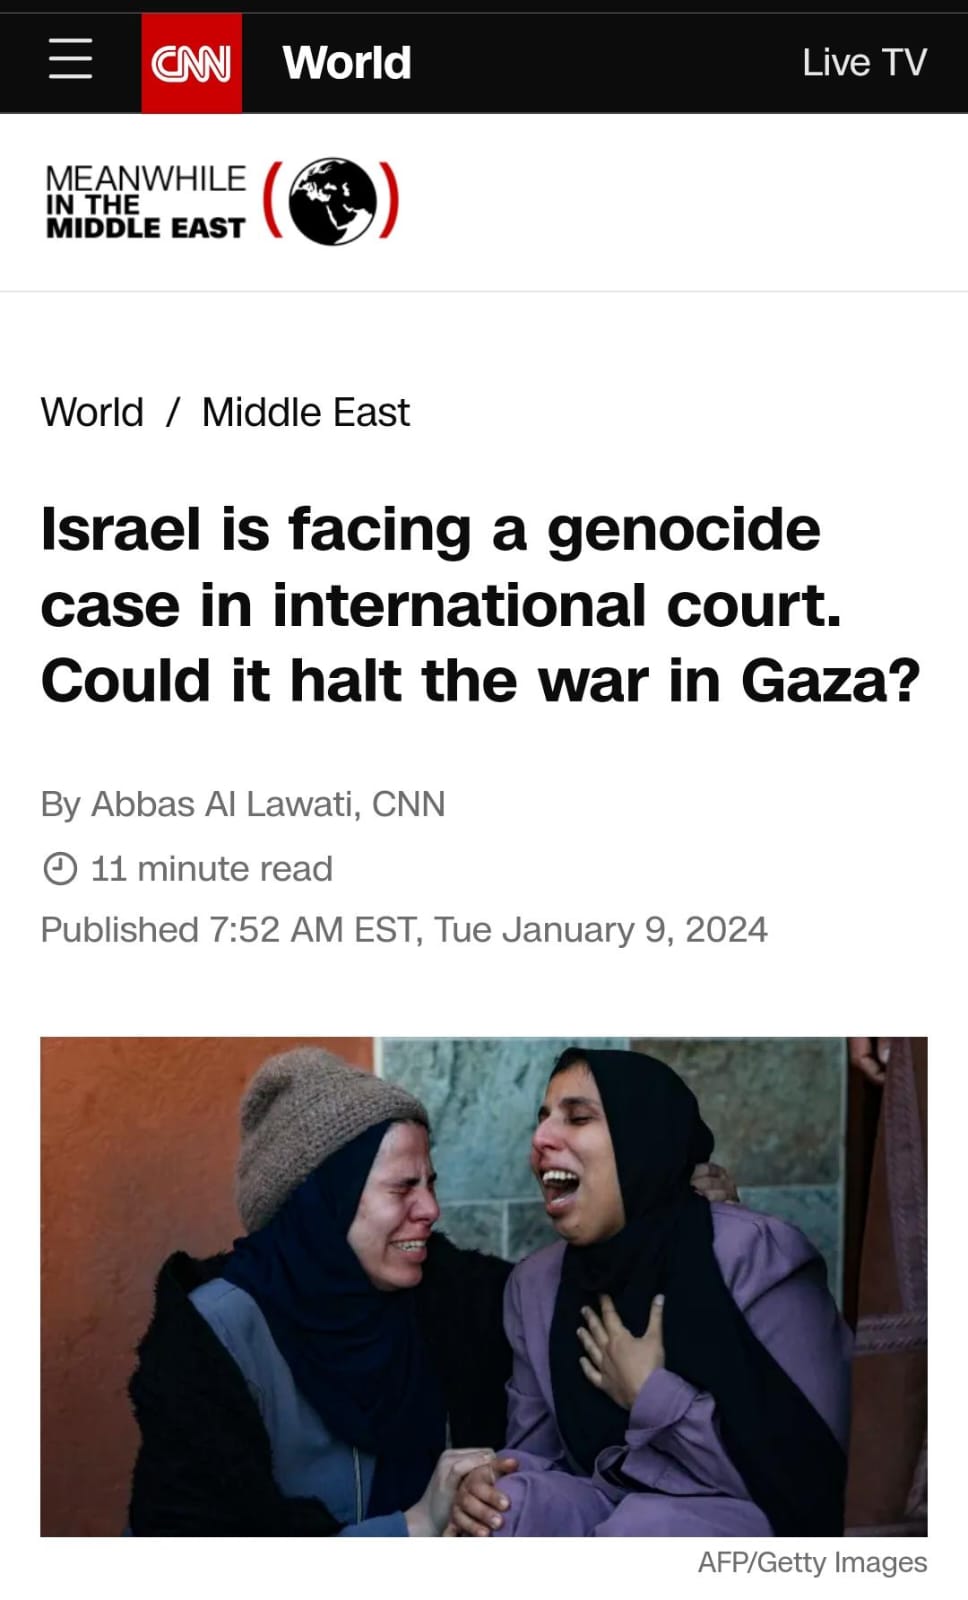 CNN World Live TV
MEANWHILE
IN THE
MIDDLE EAST
World / Middle East
Israel is facing a genocide
case in international court.
Could it halt the war in Gaza?
By Abbas Al Lawati, CNN
11 minute read
Published 7:52 AM EST, Tue January 9, 2024
AFP/Getty Images